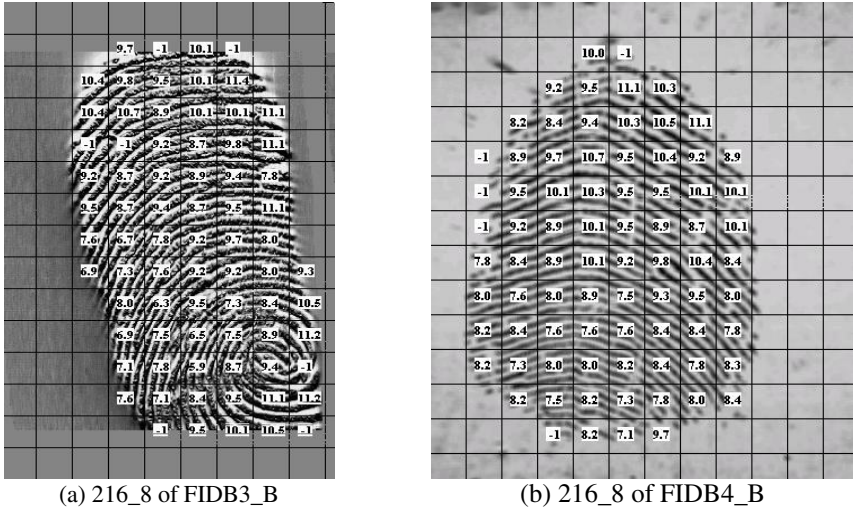 9.7 -1 10.1 -1
10.4 9.8 9.5 10.1 11.4
10.4 10.7 8.9 10.1 10.1 11.1
-1 -1 9.2 8.7 9.8 11.1
9.2 8.7 9.2 8.9 9.4 7.8
9.5 8.7 9.4 8.7 9.5 11.1
7.6 6.7 7.8 9.2 9.7 8.0
6.9 7.3 7.6 9.2 9.2 8.0 9.3
8.0 6.3 9.5 7.3 8.4 10.5
6.9 7.5 6.5 7.5 8.9 11.2
7.1 7.8 5.9 8.7 9.4 -1
7.6 7.1 8.4 9.5 11.1 11.2
-1 9.5 10.1 10.5 -1
(a) 216_8 of FIDB3_B
10.0 -1
9.2 9.5 11.1 10.3
8.2 8.4 9.4 10.3 10.5 11.1
-1 8.9 9.7 10.7 9.5 10.4 9.2 8.9
-1 9.5 10.1 10.3 9.5 9.5 10.1 10.1
-1 9.2 8.9 10.1 9.5 8.9 8.7 10.1
7.8 8.4 8.9 10.1 9.2 9.8 10.4 8.4
8.0 7.6 8.0 8.9 7.5 9.3 9.5 8.0
8.2 8.4 7.6 7.6 7.6 8.4 8.4 7.8
8.2 7.3 8.0 8.0 8.2 8.4 7.8 8.3
8.2 7.5 8.2 7.3 7.8 8.0 8.4
-1 8.2 7.1 9.7
(b) 216_8 of FIDB4_B